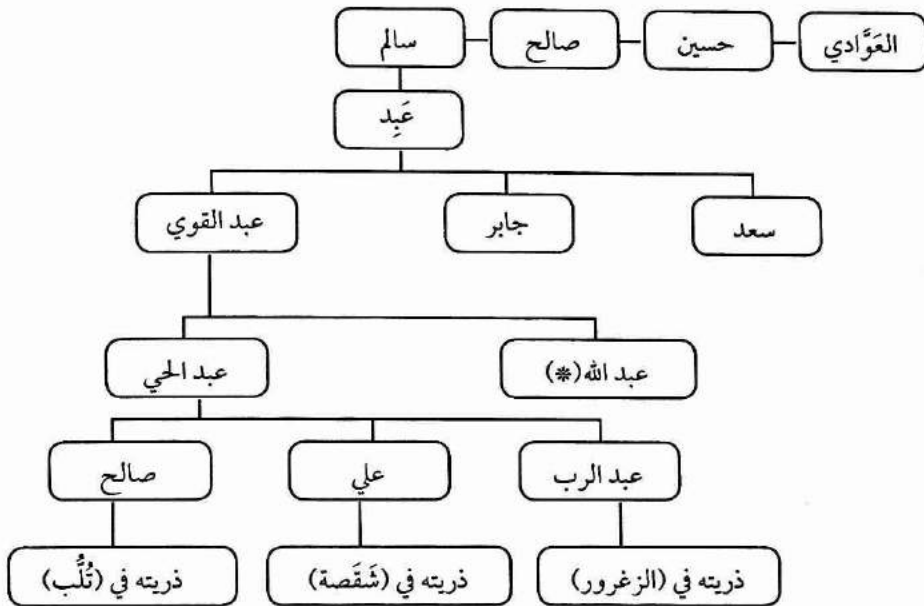 العَوَّادي
حسين
صالح
سالم
عَبِد
سعد
جابر
عبد القوي
عبد الله(*)
عبد الحي
عبد الرب
علي
صالح
ذريته في (الزغرور)
ذريته في (شَقَصة)
ذريته في (تُلُّب)